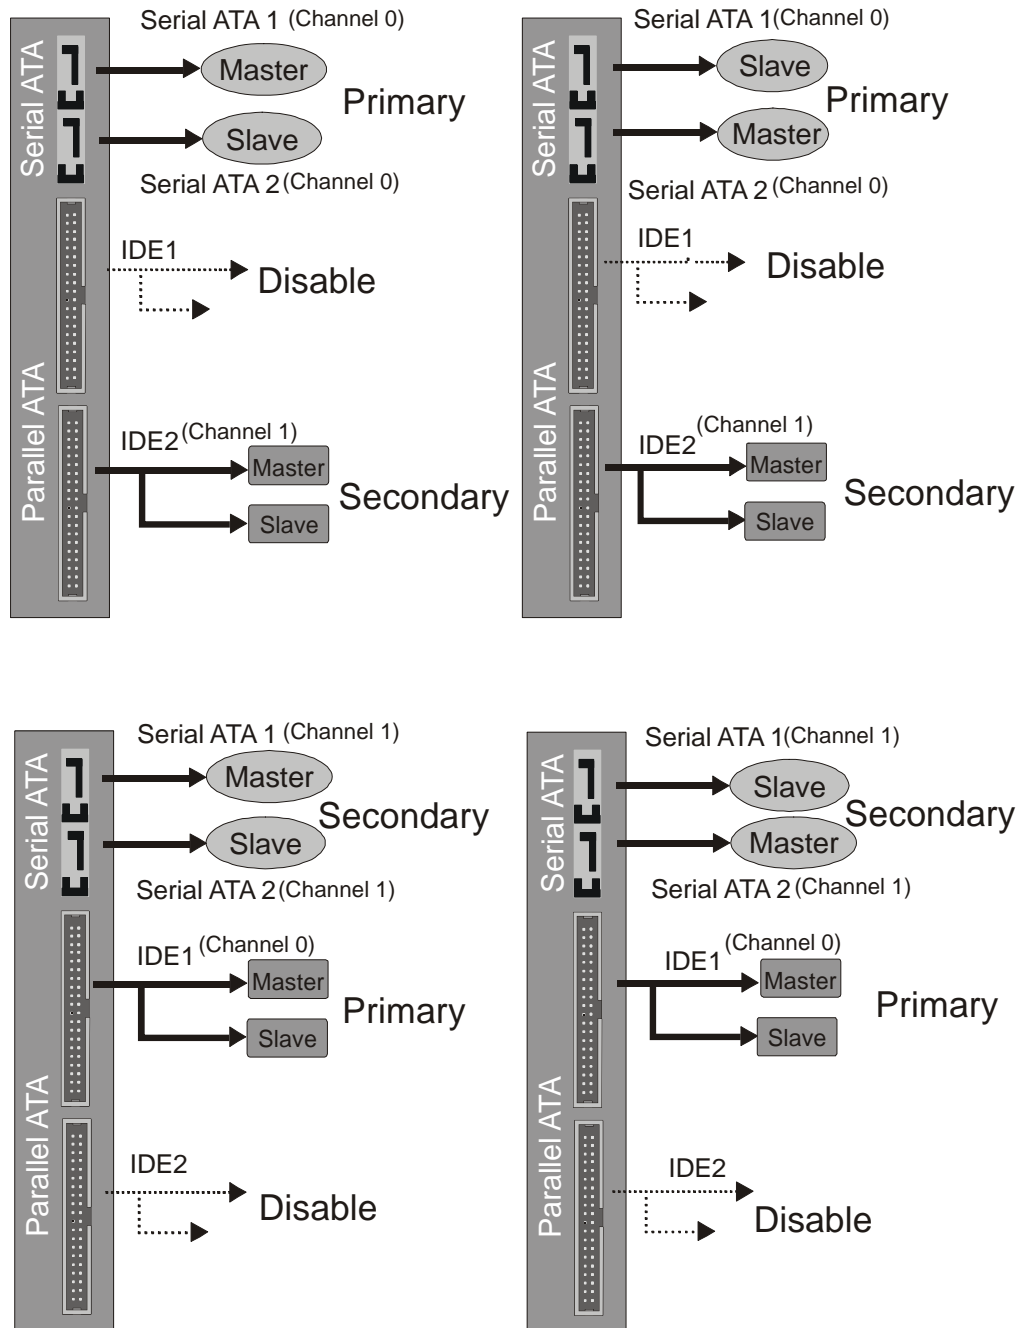 Serial ATA 1 (Channel 0)
Serial ATA
Master
Primary
Slave
Serial ATA 2 (Channel 0)
IDE1
Disable
Parallel ATA
IDE2 (Channel 1)
Master
Secondary
Slave
Serial ATA 1 (Channel 0)
Serial ATA
Slave
Primary
Master
Serial ATA 2 (Channel 0)
IDE1
Disable
Parallel ATA
IDE2 (Channel 1)
Master
Secondary
Slave
Serial ATA 1 (Channel 1)
Serial ATA
Master
Secondary
Slave
Serial ATA 2 (Channel 1)
IDE1 (Channel 0)
Master
Primary
Slave
Parallel ATA
IDE2
Disable
Serial ATA 1 (Channel 1)
Serial ATA
Slave
Secondary
Master
Serial ATA 2 (Channel 1)
IDE1 (Channel 0)
Master
Primary
Slave
Parallel ATA
IDE2
Disable